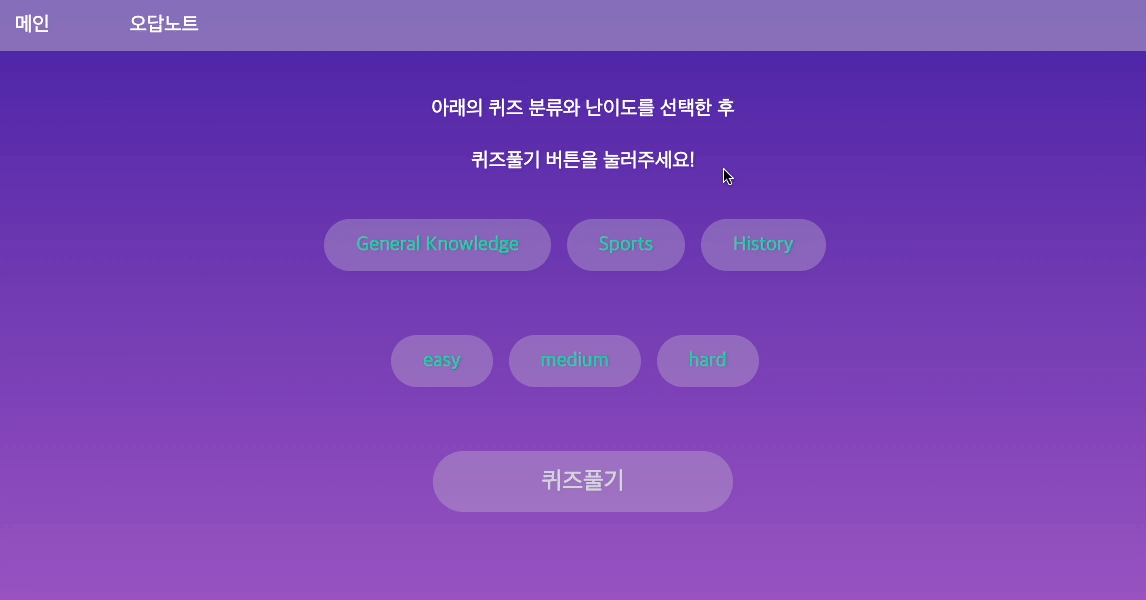 메인 오답노트
아래의 퀴즈 분류와 난이도를 선택한 후
퀴즈풀기 버튼을 눌러주세요!
General Knowledge Sports History
easy medium hard
퀴즈풀기